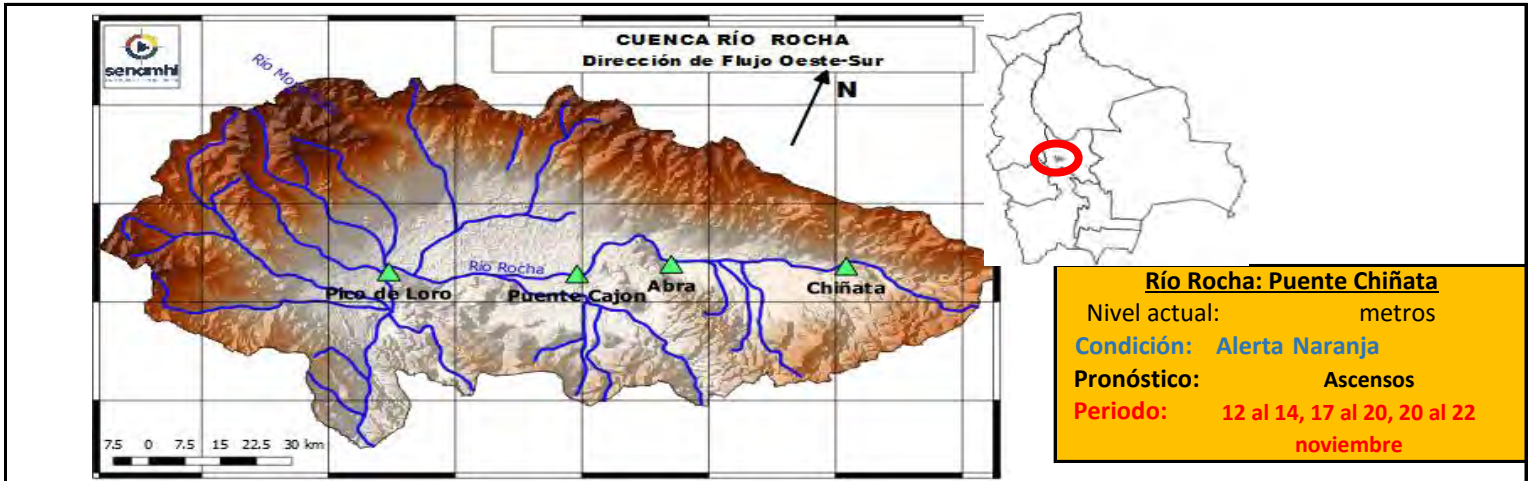 senamhi
CUENCA RÍO ROCHA
Dirección de Flujo Oeste-Sur
N
Río Rocha
Pico de Loro
Puente Cajon
Abra
Chiñata
7.5 0 7.5 15 22.5 30 km
Río Rocha: Puente Chiñata
Nivel actual: metros
Condición: Alerta Naranja
Pronóstico: Ascensos
Periodo: 12 al 14, 17 al 20, 20 al 22
noviembre